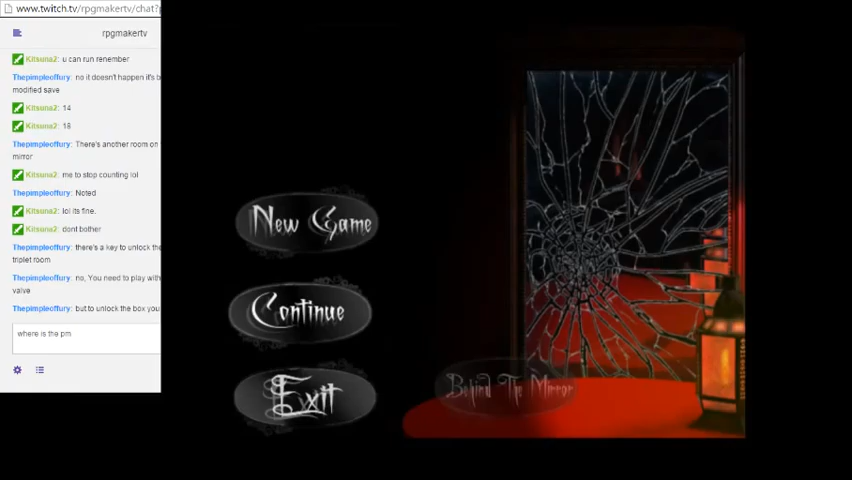 www.twitch.tv/rpgmakertv/chat?
rpgmakertv
Kitsuna2: u can run renember
Thepimpleoffury: no it doesn't happen it's b
modified save
Kitsuna2: 14
Kitsuna2: 18
Thepimpleoffury: There's another room on
mirror
Kitsuna2: me to stop counting lol
Thepimpleoffury: Noted
Kitsuna2: lol its fine.
Kitsuna2: dont bother
Thepimpleoffury: there's a key to unlock the
triplet room
Thepimpleoffury: no, You need to play with
valve
Thepimpleoffury: but to unlock the box you
where is the pm
New Game
Continue
Exit
Behind The Mirror